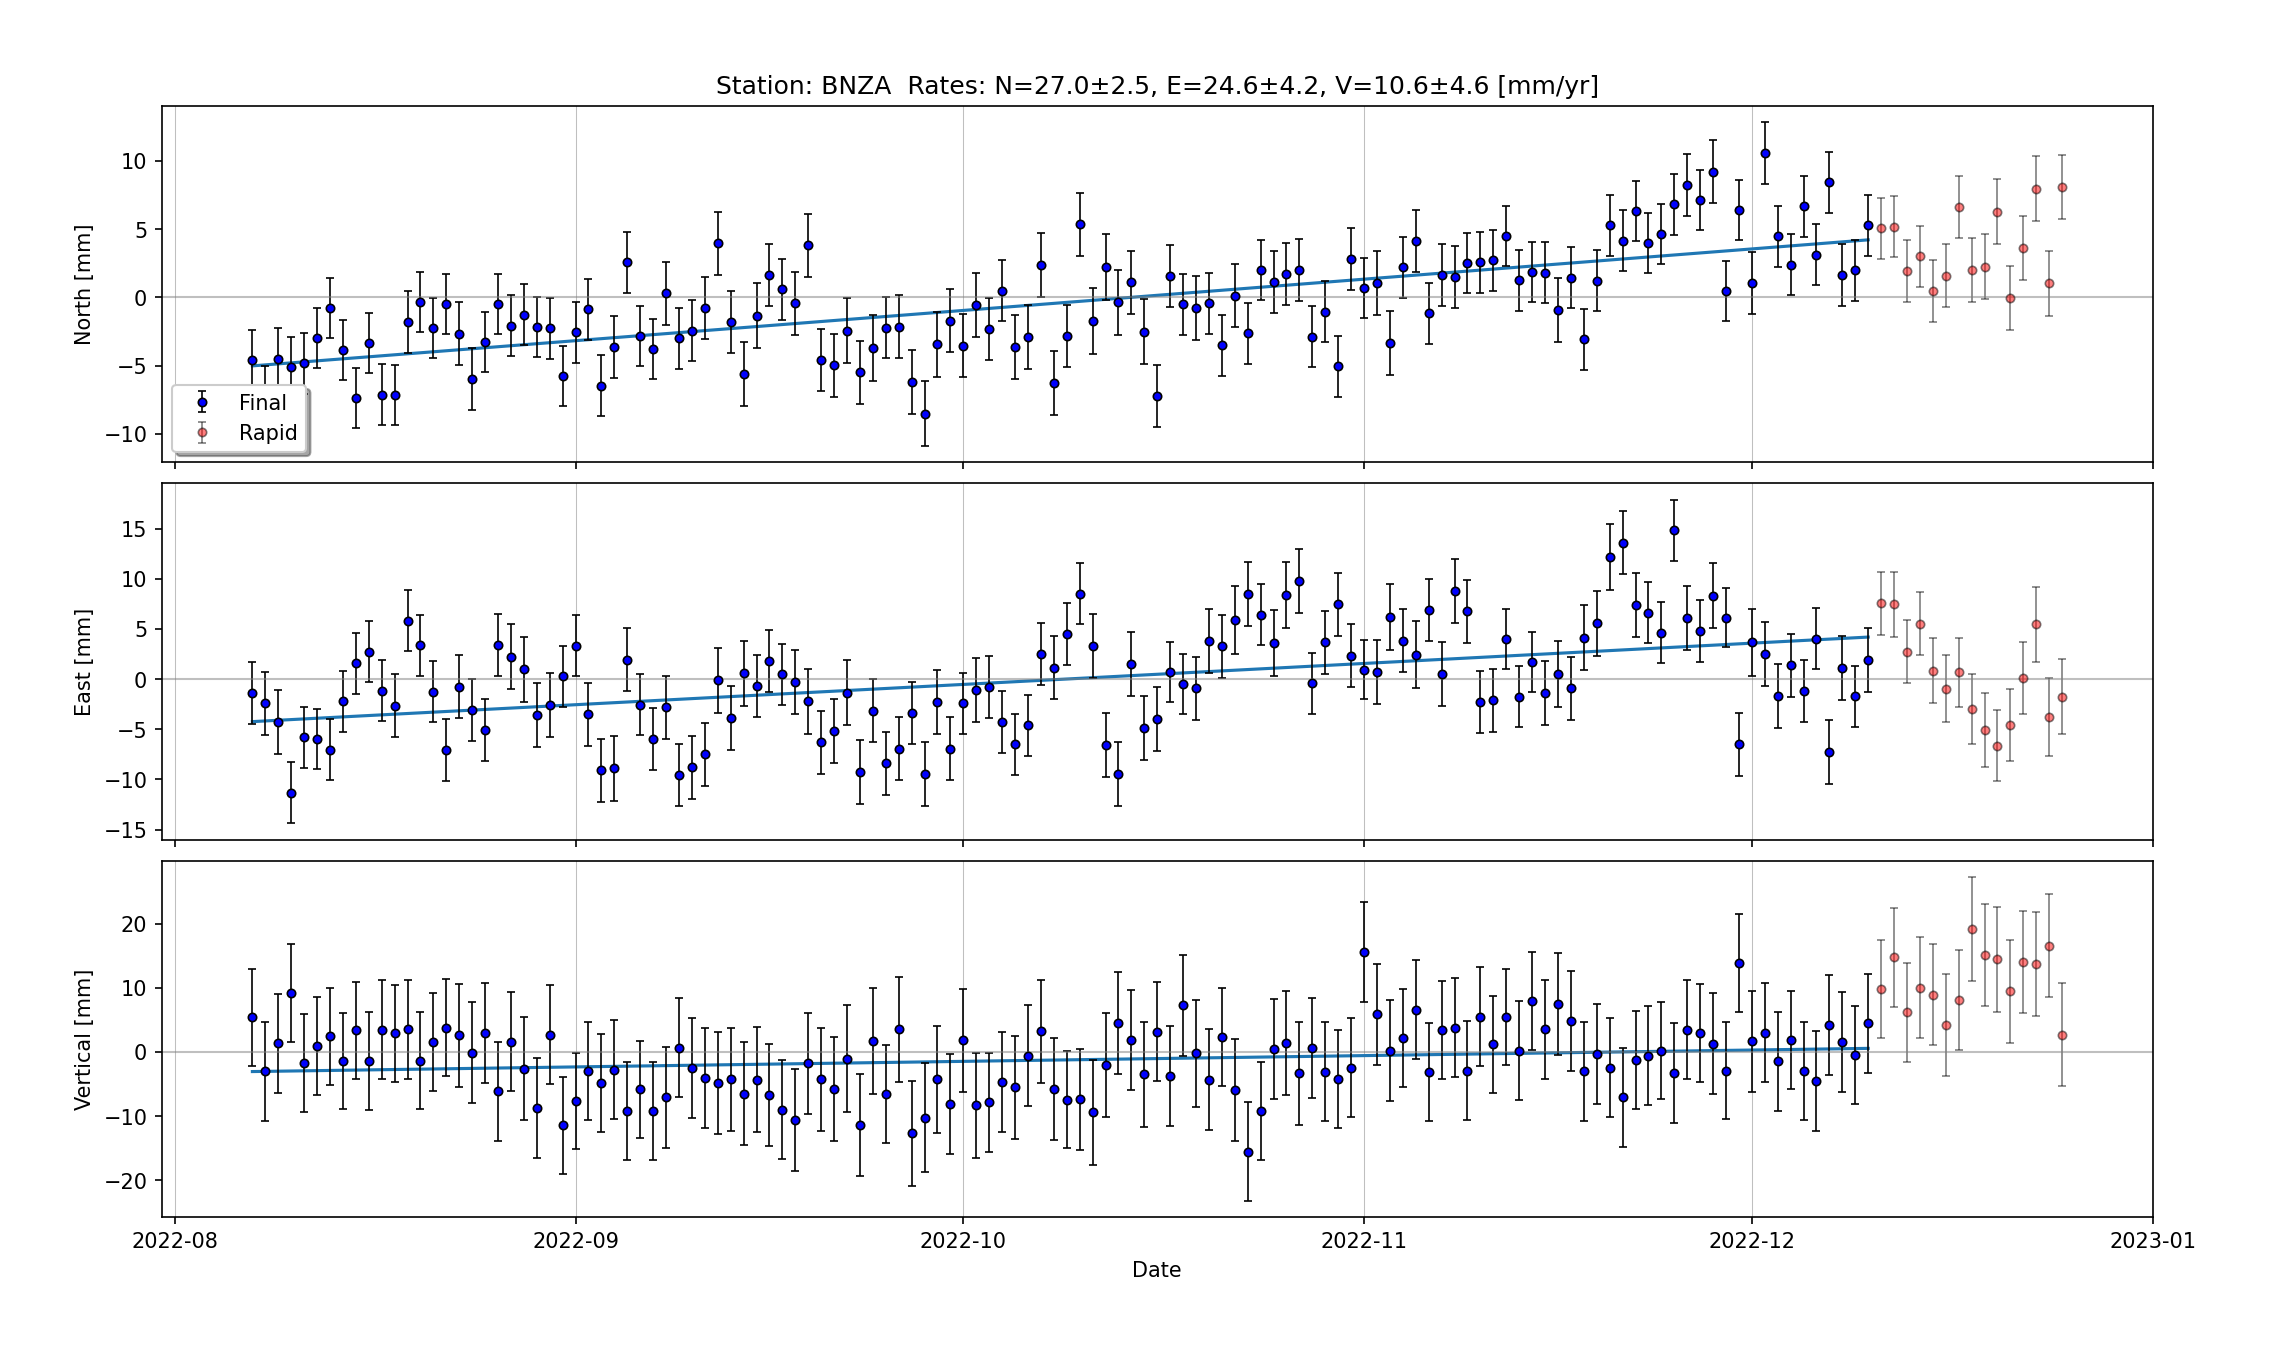 Station: BNZA  Rates: N=27.0±2.5, E=24.6±4.2, V=10.6±4.6 [mm/yr]
North [mm]
10
5
0
−5
−10
Final
Rapid
East [mm]
15
10
5
0
−5
−10
−15
Vertical [mm]
20
10
0
−10
−20
2022-08 2022-09 2022-10 2022-11 2022-12 2023-01
Date